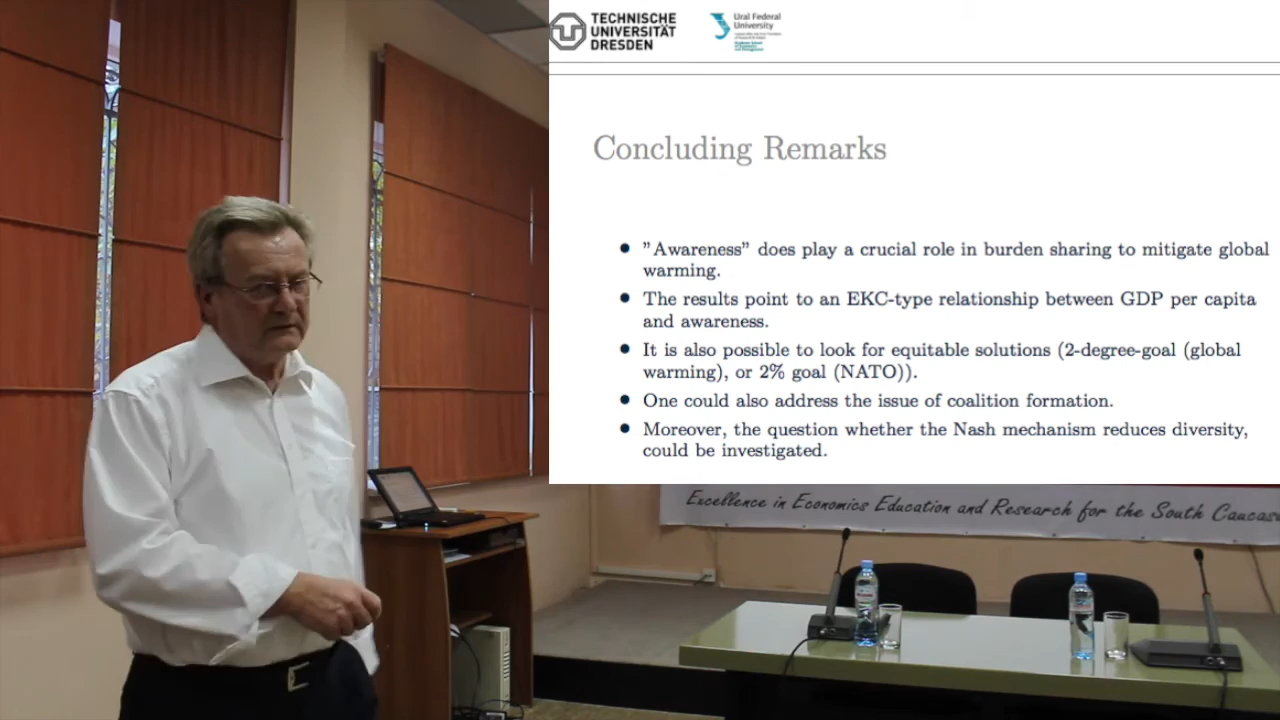 TECHNISCHE
UNIVERSITÄT
DRESDEN
Ural Federal
University
Concluding Remarks
• "Awareness" does play a crucial role in burden sharing to mitigate global
warming.
• The results point to an EKC-type relationship between GDP per capita
and awareness.
• It is also possible to look for equitable solutions (2-degree-goal (global
warming), or 2% goal (NATO)).
• One could also address the issue of coalition formation.
• Moreover, the question whether the Nash mechanism reduces diversity,
could be investigated.
Excellence in Economics Education and Research for the South Caucasu